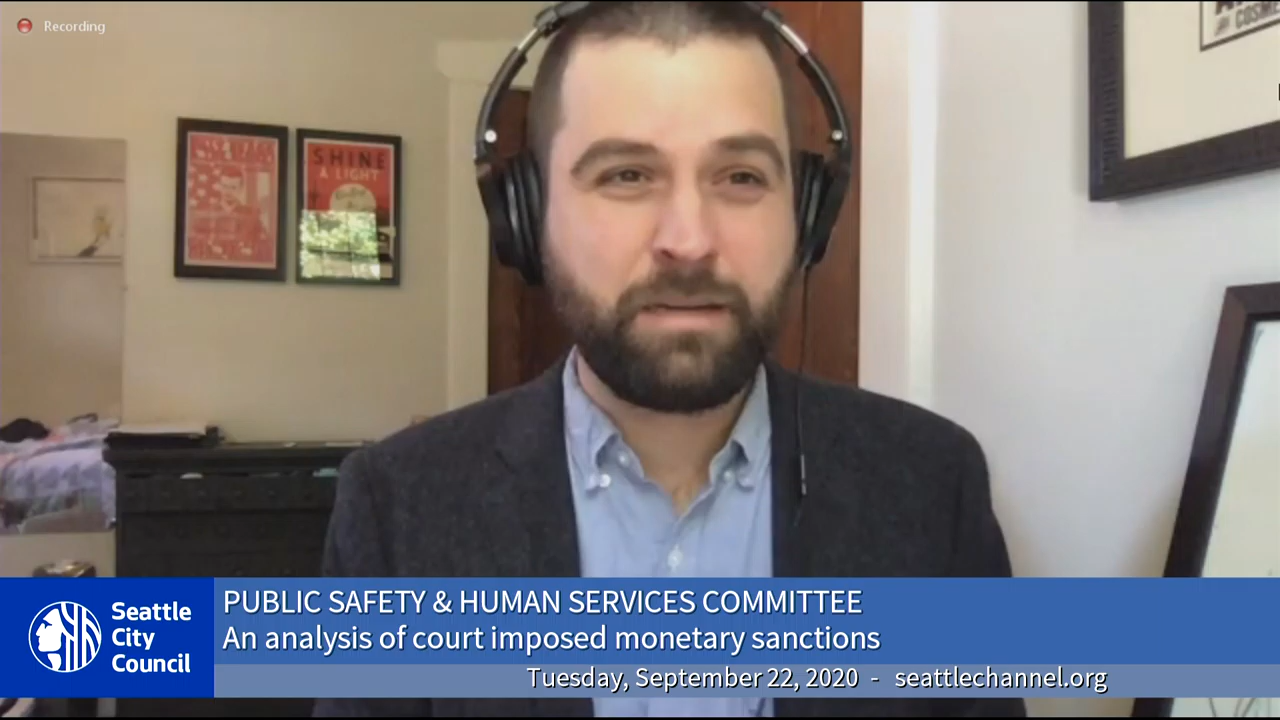 Recording
COSME
SHINE
A LIGHT
PUBLIC SAFETY & HUMAN SERVICES COMMITTEE
An analysis of court imposed monetary sanctions
Seattle
City
Council
Tuesday, September 22, 2020 - seattlechannel.org